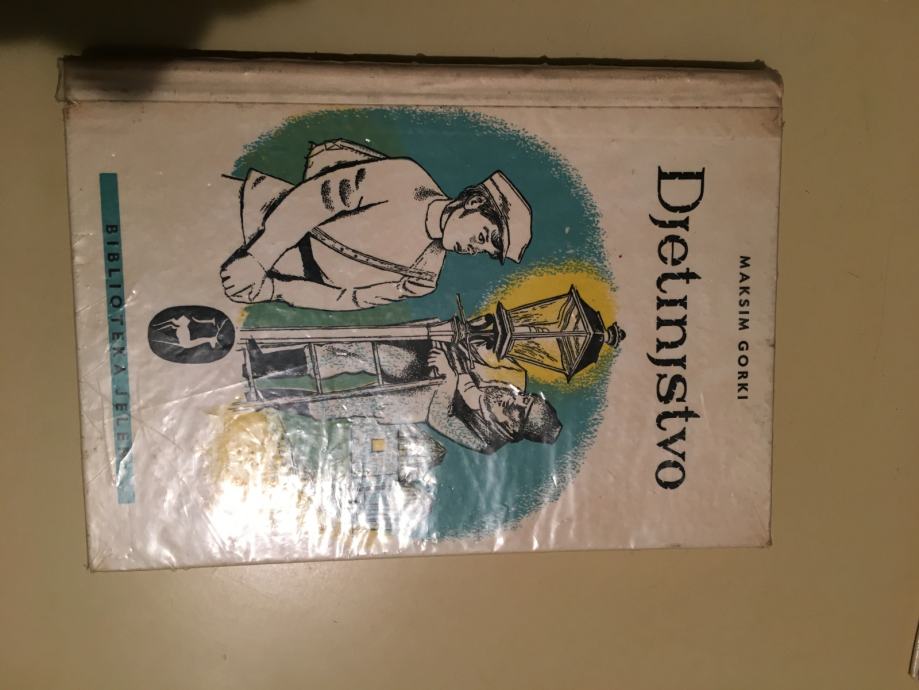 MAKSIM GORKI
Djetinjstvo
BIBLIOTEKA JELEN